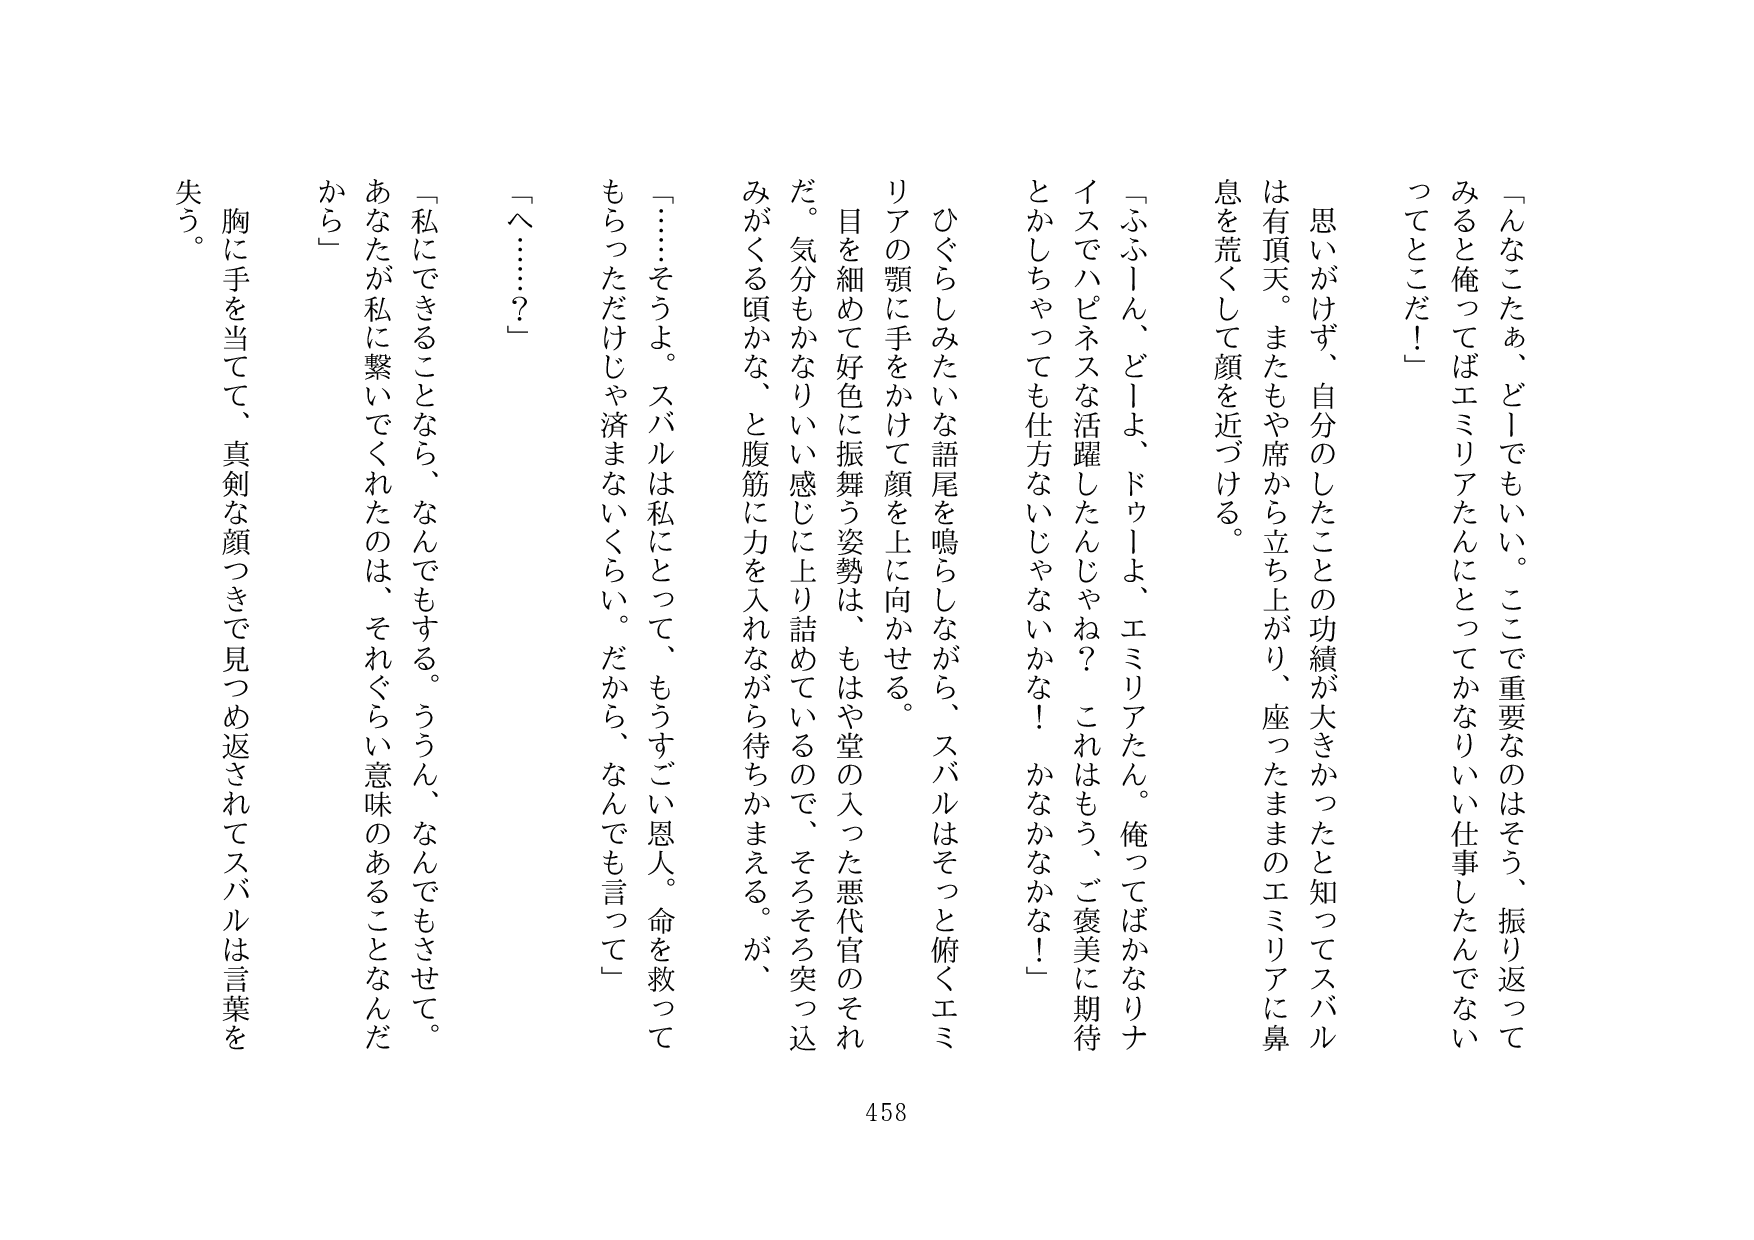 「んなこたぁ、どーでもいい。ここで重要なのはそう、振り返って
みると俺ってばエミリアたんにとってかなりいい仕事したんでない
ってとこだ！」
　思いがけず、自分のしたことの功績が大きかったと知ってスバル
は有頂天。またもや席から立ち上がり、座ったままのエミリアに鼻
息を荒くして顔を近づける。
「ふふーん、どーよ、ドゥーよ、エミリアたん。俺ってばかなりナ
イスでハピネスな活躍したんじゃね？　これはもう、ご褒美に期待
とかしちゃっても仕方ないじゃないかな！　かなかなかな！」
　ひぐらしみたいな語尾を鳴らしながら、スバルはそっと俯くエミ
リアの顎に手をかけて顔を上に向かせる。
　目を細めて好色に振舞う姿勢は、もはや堂の入った悪代官のそれ
だ。気分もかなりいい感じに上り詰めているので、そろそろ突っ込
みがくる頃かな、と腹筋に力を入れながら待ちかまえる。が、
「……そうよ。スバルは私にとって、もうすごい恩人。命を救って
もらっただけじゃ済まないくらい。だから、なんでも言って」
「へ……？」
「私にできることなら、なんでもする。ううん、なんでもさせて。
あなたが私に繋いでくれたのは、それぐらい意味のあることなんだ
から」
　胸に手を当てて、真剣な顔つきで見つめ返されてスバルは言葉を
失う。
458